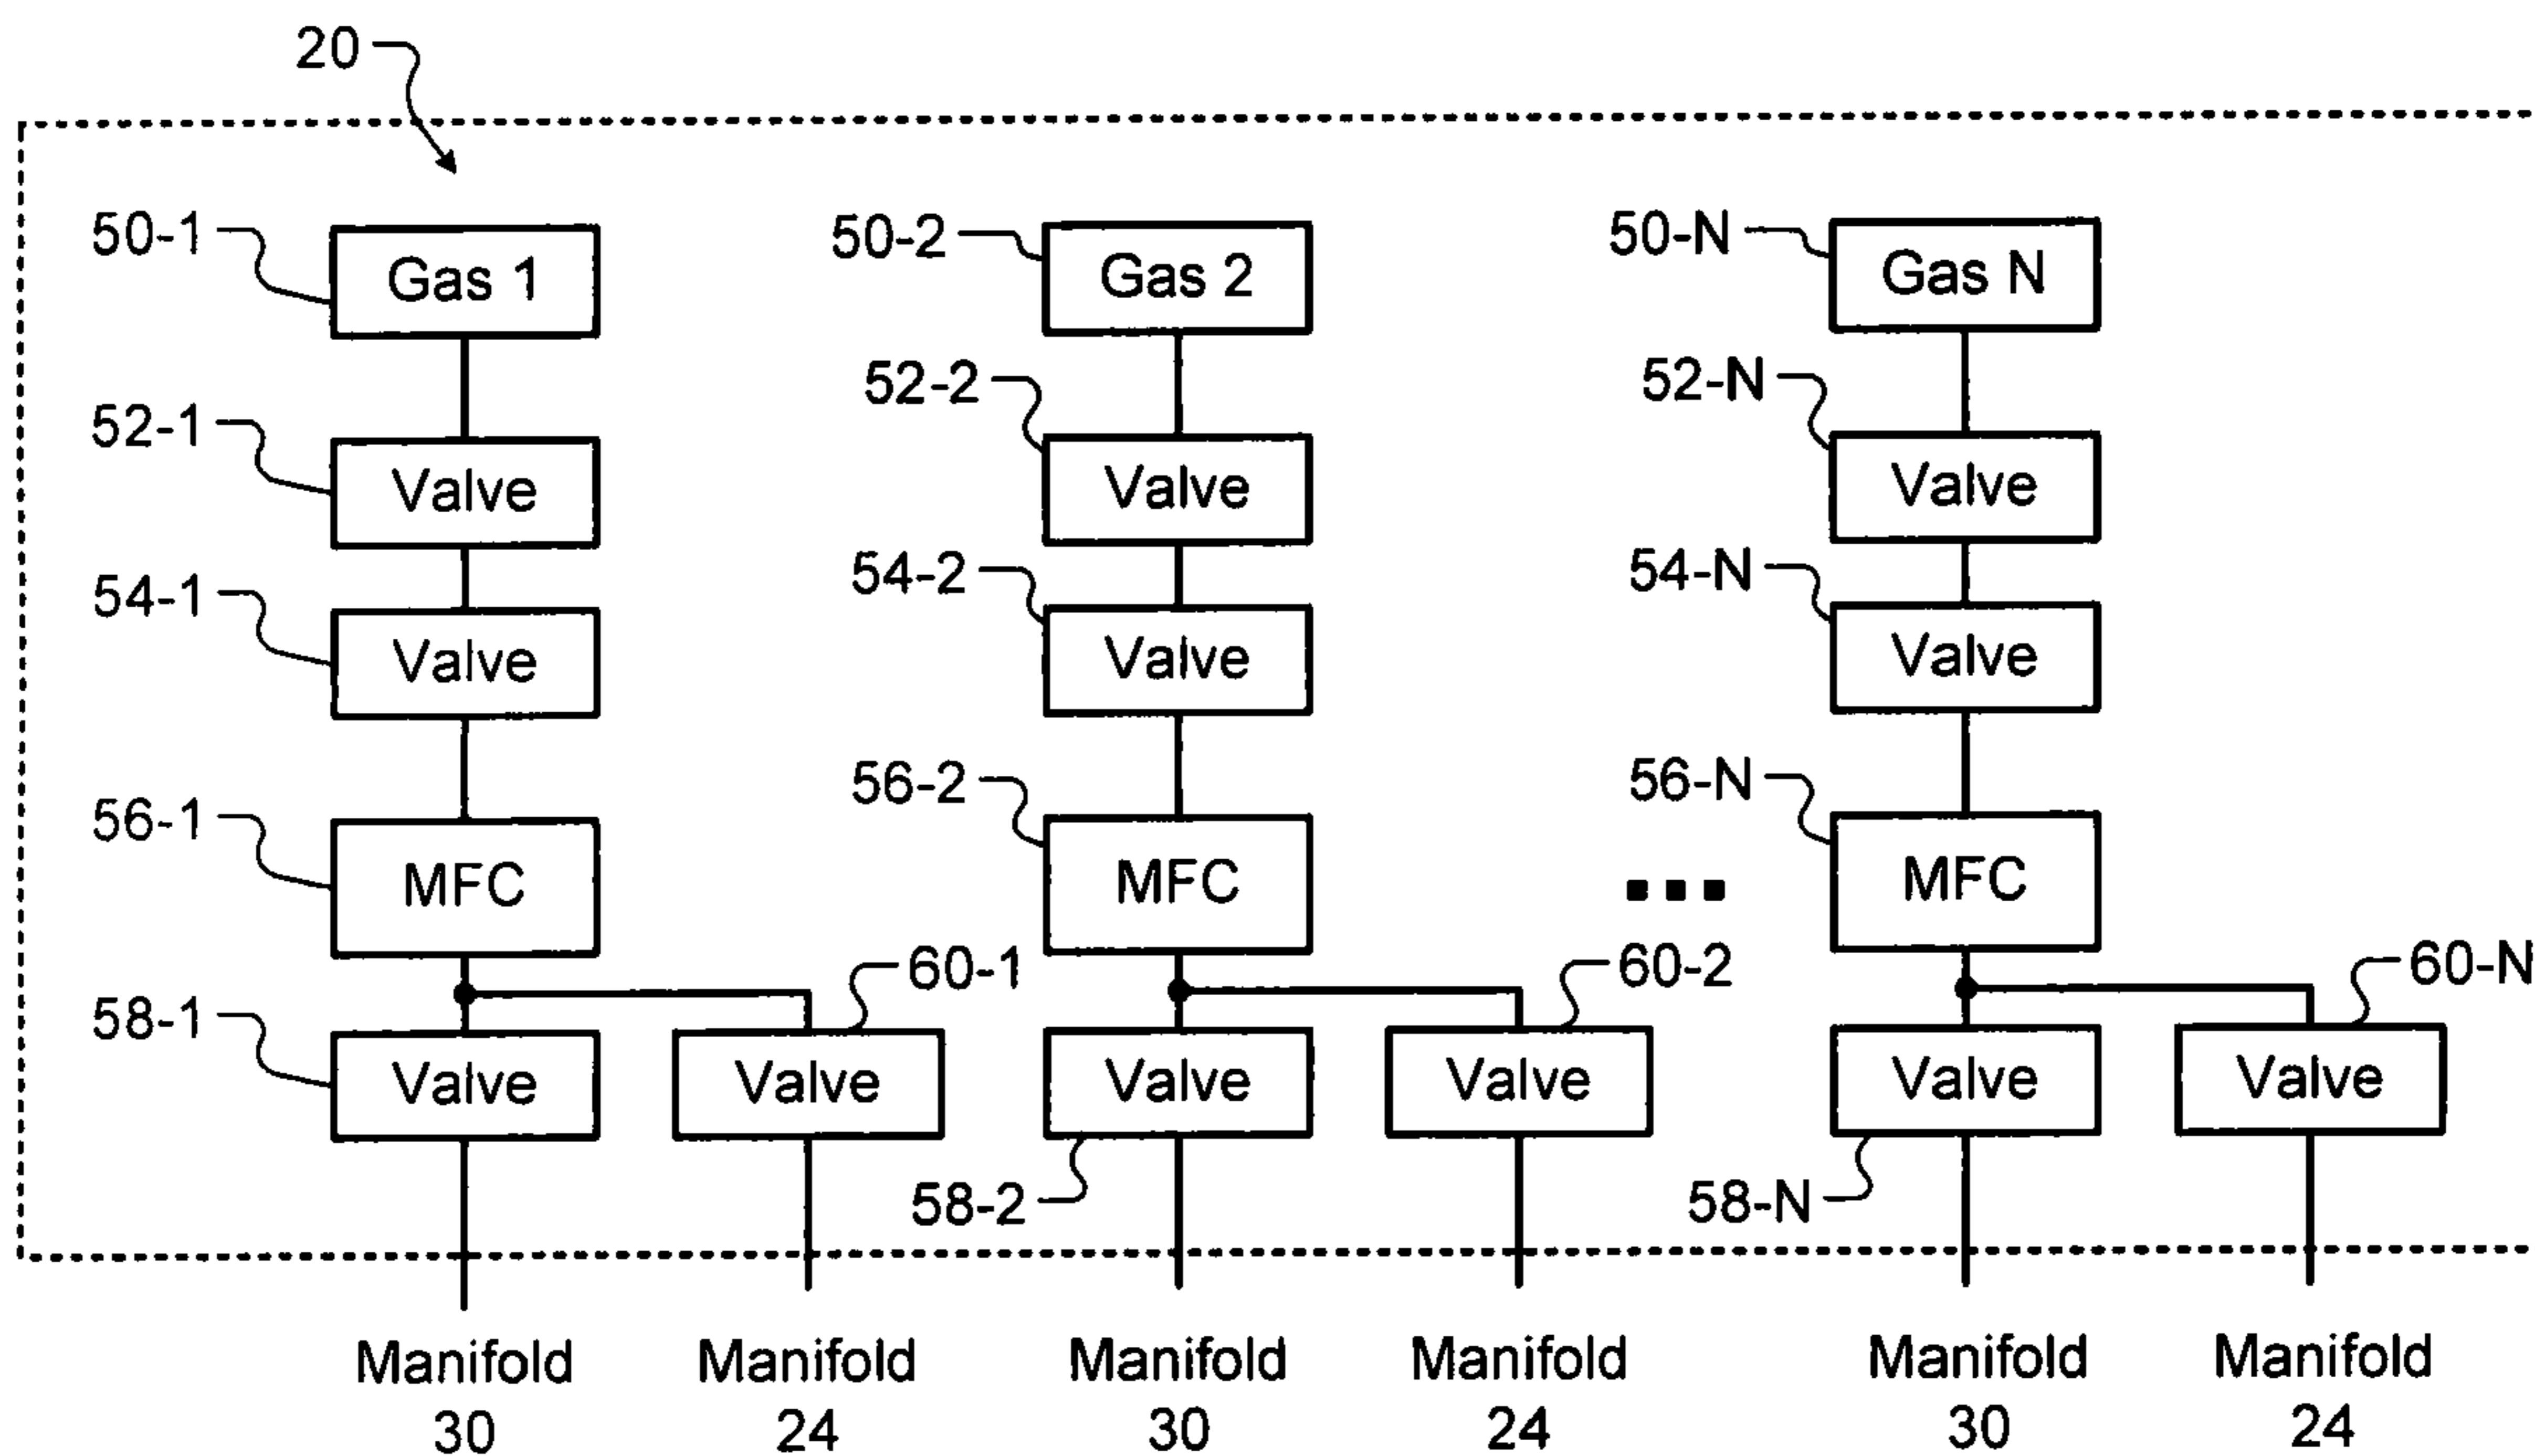 20
50-1
Gas 1
50-2
Gas 2
50-N
Gas N
52-1
Valve
52-2
Valve
52-N
Valve
54-1
Valve
54-2
Valve
54-N
Valve
56-1
MFC
56-2
MFC
...
56-N
MFC
58-1
Valve
60-1
Valve
58-2
Valve
60-2
Valve
58-N
Valve
60-N
Valve
Manifold
30
Manifold
24
Manifold
30
Manifold
24
Manifold
30
Manifold
24